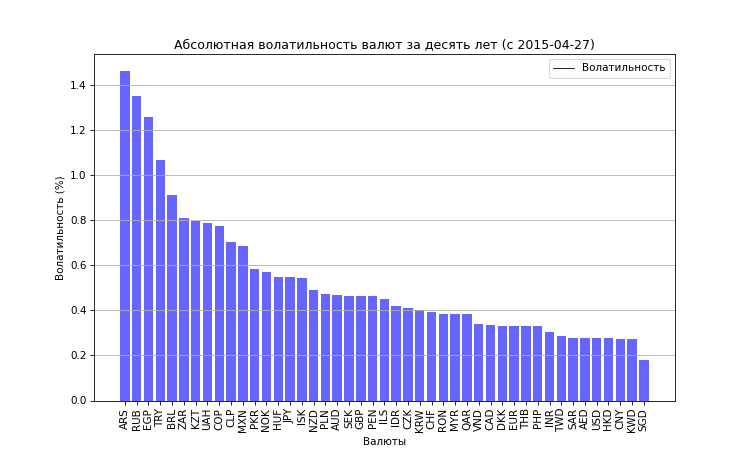 Абсолютная волатильность валют за десять лет (с 2015-04-27)
Волатильность
Волатильность (%)
1.4
1.2
1.0
0.8
0.6
0.4
0.2
0.0
ARS
RUB
EGP
TRY
BRL
ZAR
KZT
UAH
COP
CLP
MXN
PKR
NOK
HUF
JPY
ISK
NZD
PLN
AUD
SEK
GBP
PEN
ILS
IDR
CZK
KRW
CHF
RON
MYR
QAR
VND
CAD
DKK
EUR
THB
PHP
INR
TWD
SAR
AED
USD
HKD
CNY
KWD
SGD
Валюты